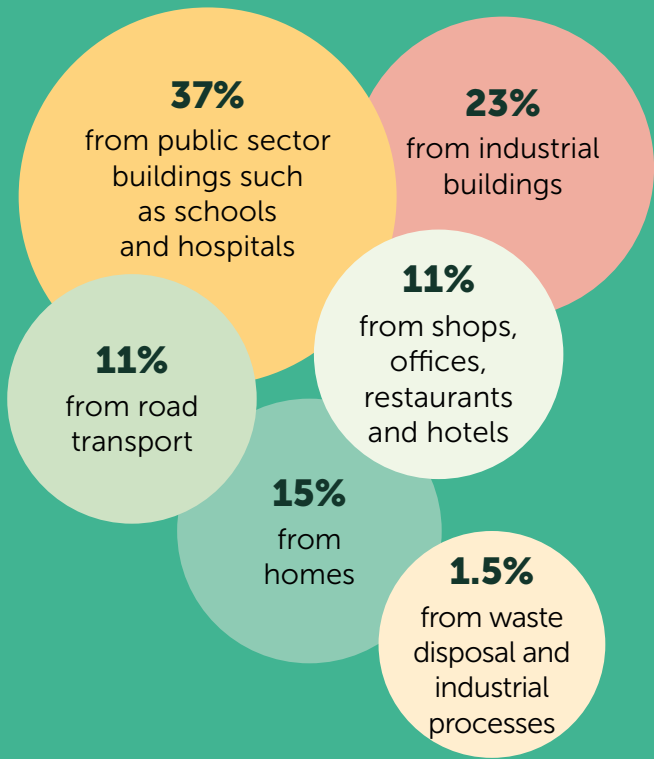 37%
from public sector
buildings such
as schools
and hospitals
23%
from industrial
buildings
11%
from shops,
offices,
restaurants
and hotels
11%
from road
transport
15%
from
homes
1.5%
from waste
disposal and
industrial
processes